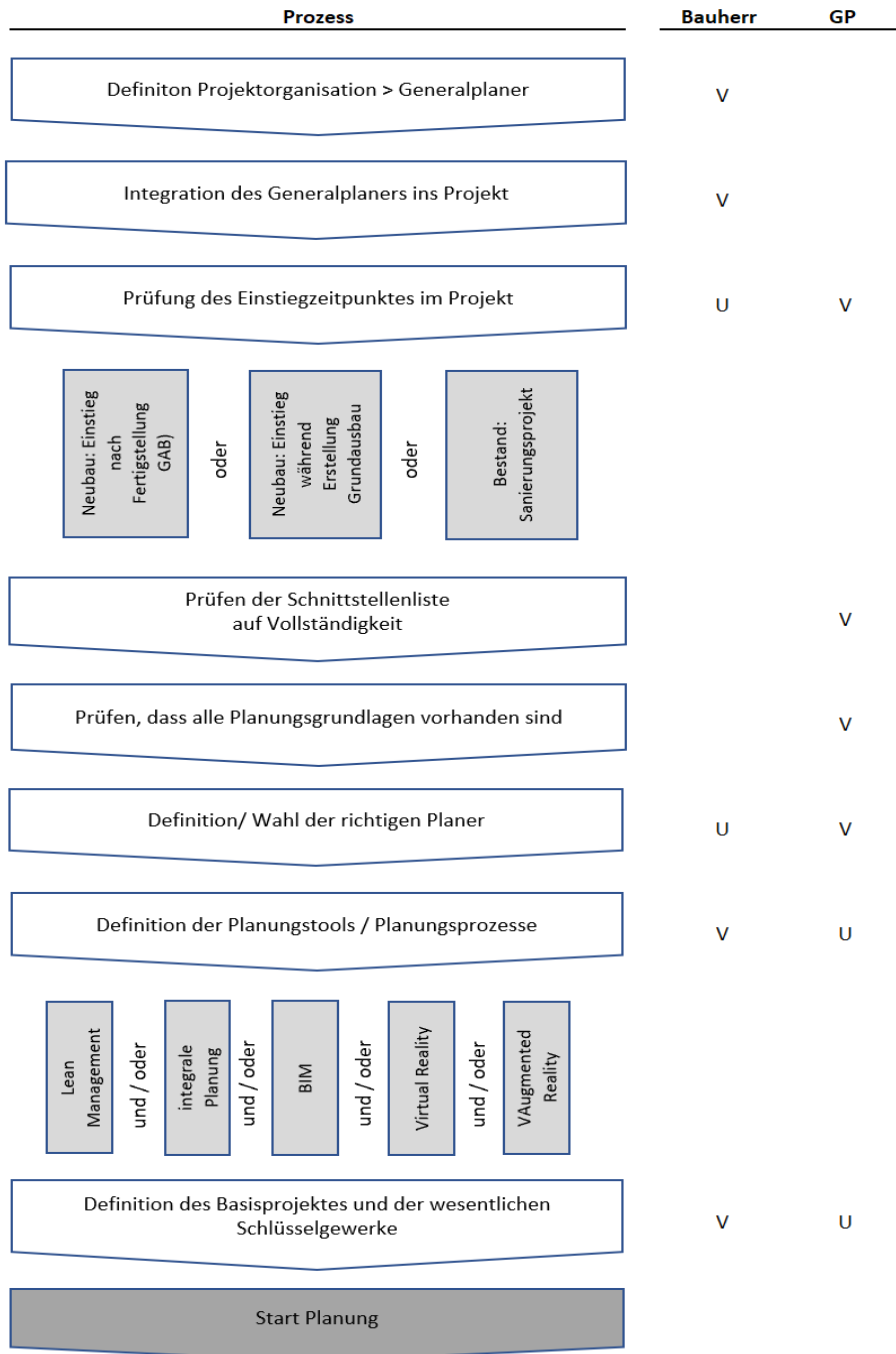 Prozess Bauherr GP
Definiton Projektorganisation > Generalplaner V
Integration des Generalplaners ins Projekt V
Prüfung des Einstiegzeitpunktes im Projekt U V
Neubau: Einstieg
nach
Fertigstellung
GAB)
oder
Neubau: Einstieg
während
Erstellung
Grundausbau
oder
Bestand:
Sanierungsprojekt
Prüfen der Schnittstellenliste
auf Vollständigkeit
V
Prüfen, dass alle Planungsgrundlagen vorhanden sind V
Definition/ Wahl der richtigen Planer U V
Definition der Planungstools / Planungsprozesse V U
Lean
Management
und / oder
integrale
Planung
und / oder
BIM
und / oder
Virtual Reality
und / oder
VAugmented
Reality
Definition des Basisprojektes und der wesentlichen
Schlüsselgewerke
V U
Start Planung